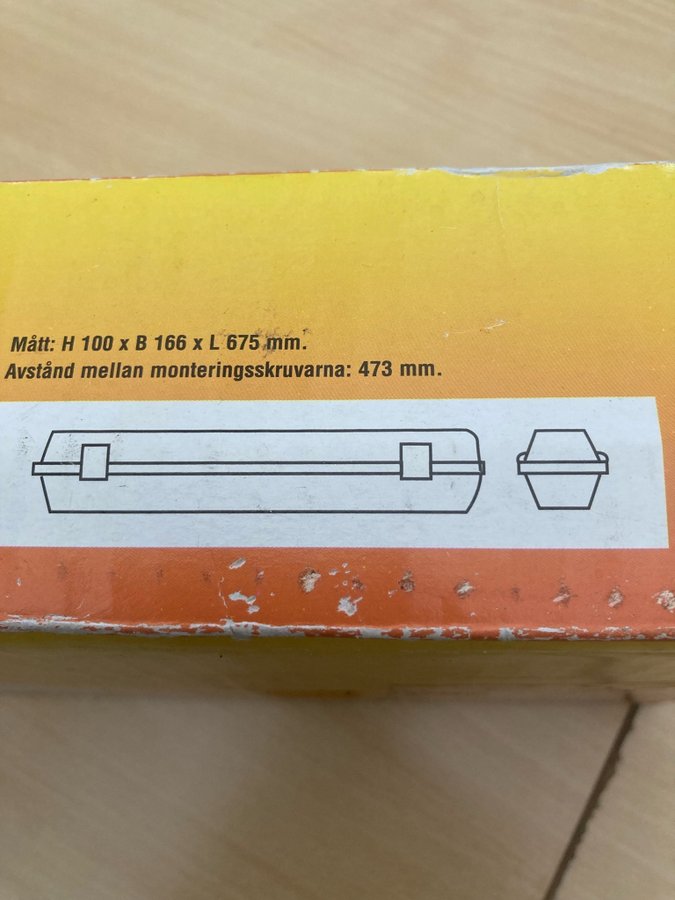 Mått: H 100 x B 166 x L 675 mm.
Avstånd mellan monteringsskruvarna: 473 mm.